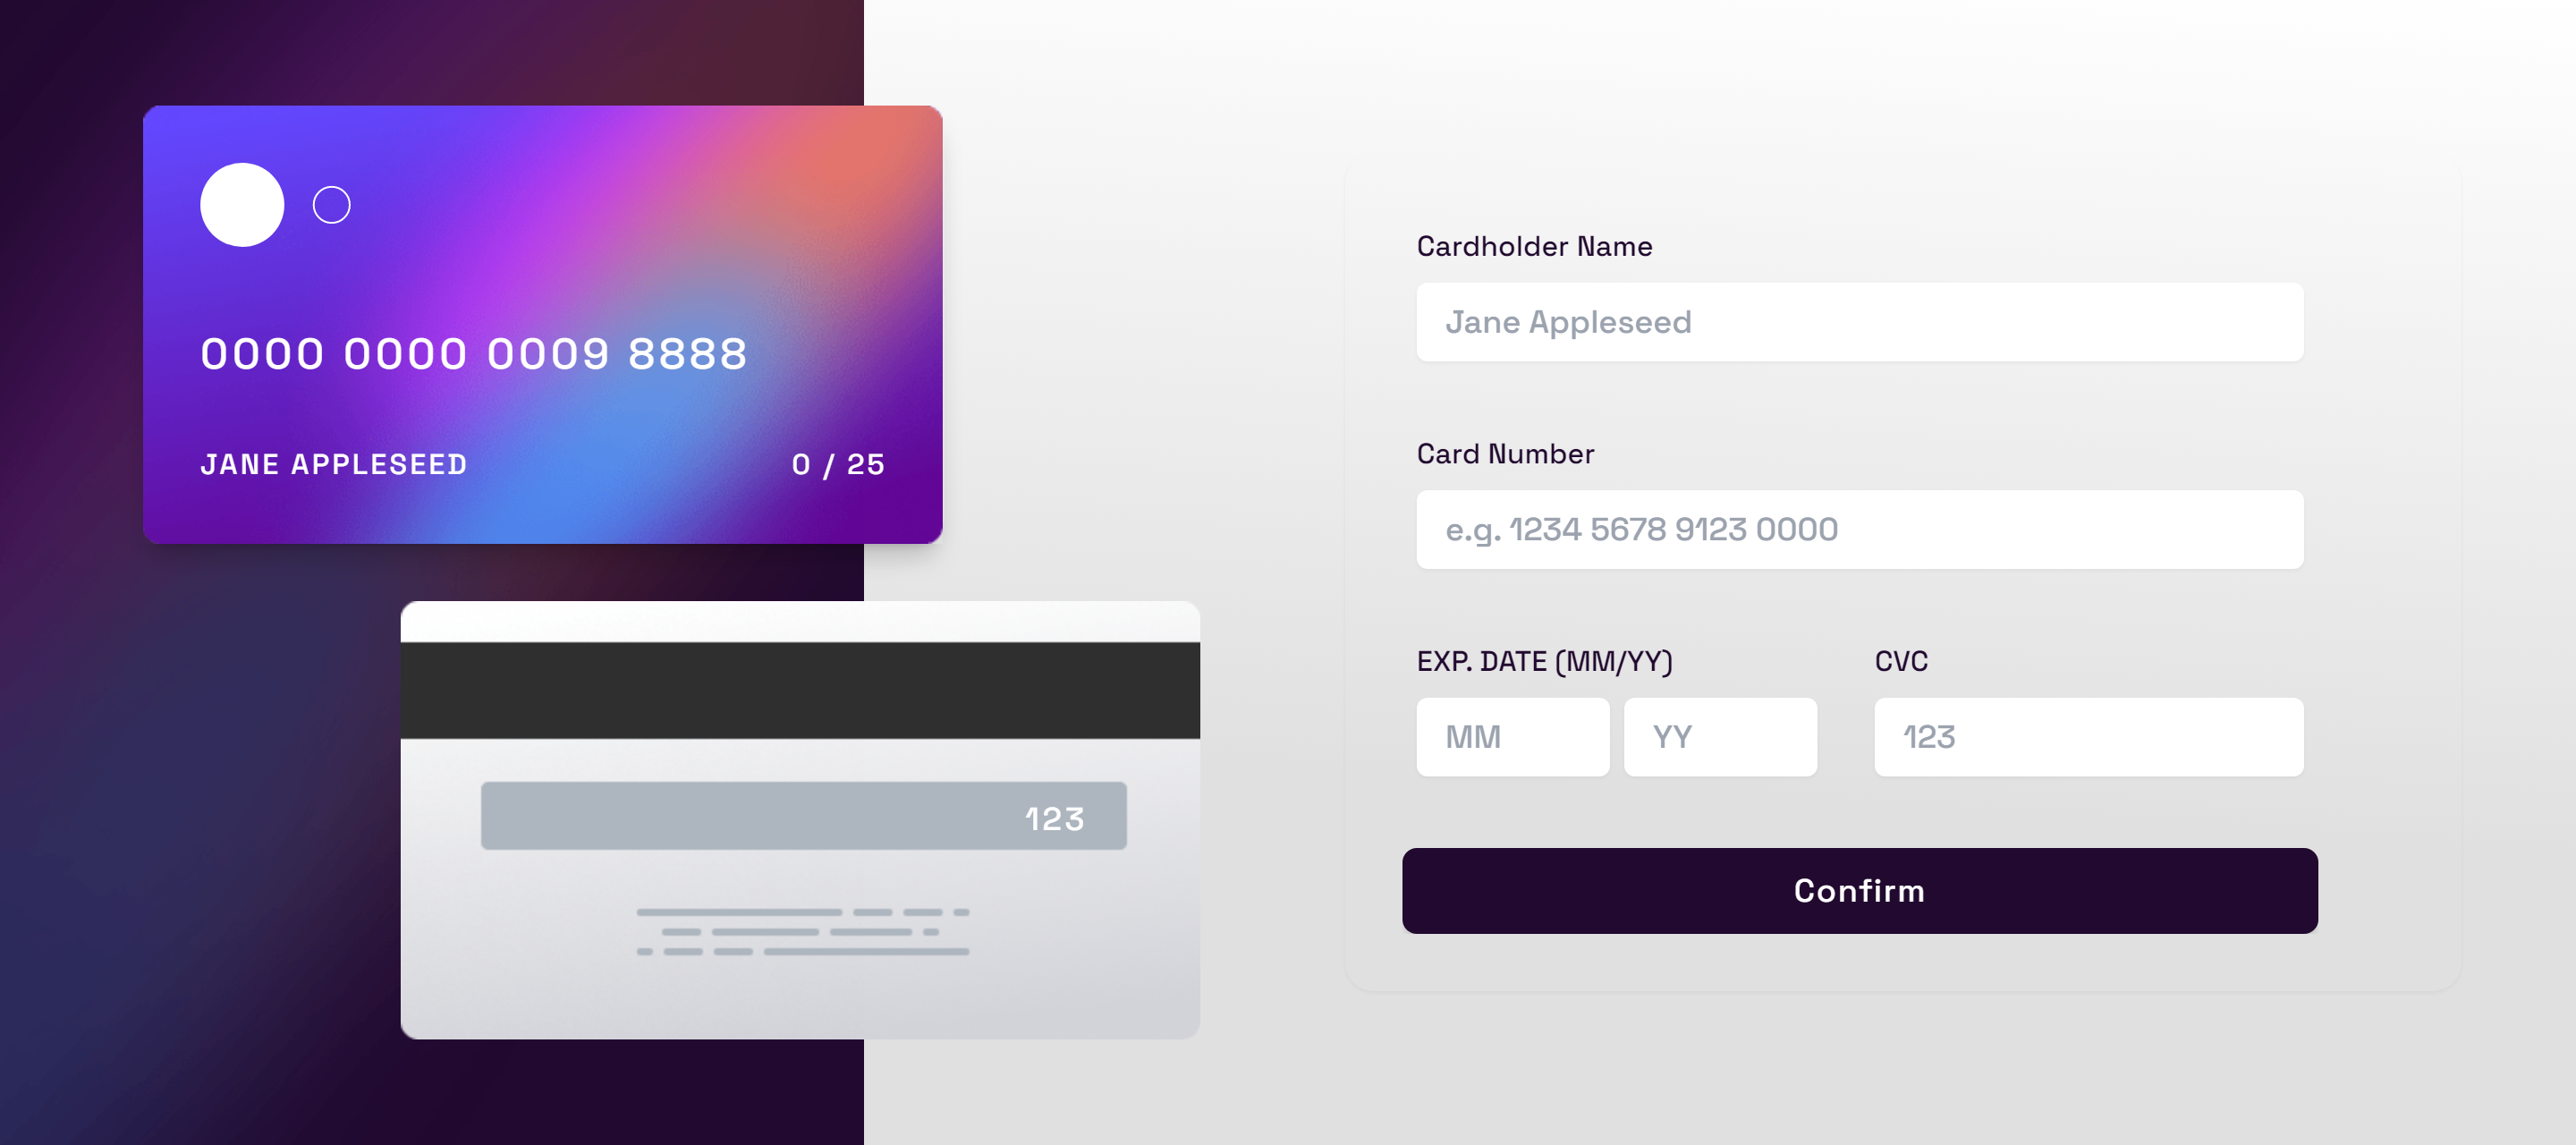 0000 0000 0009 8888
JANE APPLESEED 0 / 25
123
Cardholder Name
Jane Appleseed
Card Number
e.g. 1234 5678 9123 0000
EXP. DATE (MM/YY) CVC
MM YY 123
Confirm